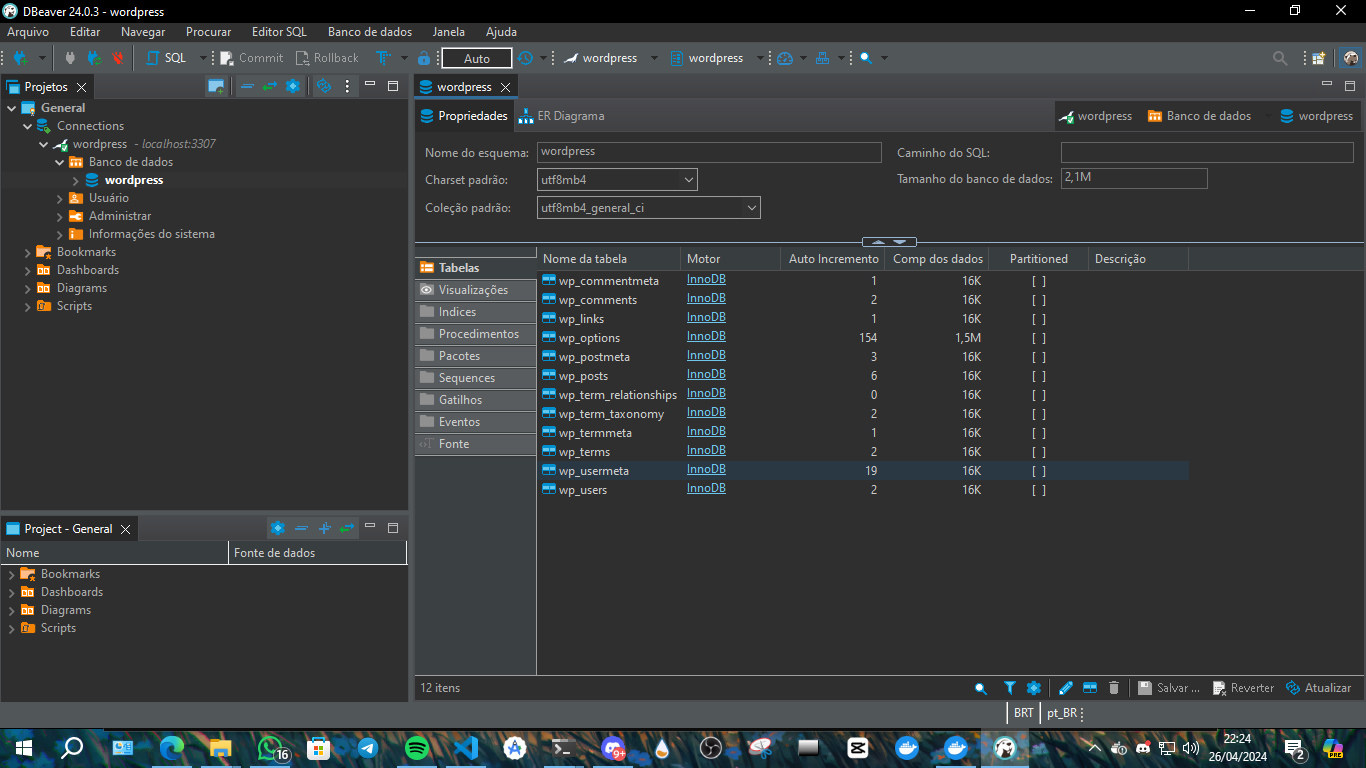 DBeaver 24.0.3 - wordpress
Arquivo Editar Navegar Procurar Editor SQL Banco de dados Janela Ajuda
SQL Commit Rollback Auto wordpress wordpress
Projetos
General
Connections
wordpress - localhost:3307
Banco de dados
wordpress
Usuário
Administrar
Informações do sistema
Bookmarks
Dashboards
Diagrams
Scripts
Project - General
Nome Fonte de dados
Bookmarks
Dashboards
Diagrams
Scripts
wordpress
Propriedades ER Diagrama wordpress Banco de dados wordpress
Nome do esquema: wordpress Caminho do SQL:
Charset padrão: utf8mb4 Tamanho do banco de dados: 2,1M
Coleção padrão: utf8mb4_general_ci
Tabelas
Visualizações
Indices
Procedimentos
Pacotes
Sequences
Gatilhos
Eventos
Fonte
Nome da tabela Motor Auto Incremento Comp dos dados Partitioned Descrição
wp_commentmeta InnoDB 1 16K [ ]
wp_comments InnoDB 2 16K [ ]
wp_links InnoDB 1 16K [ ]
wp_options InnoDB 154 1,5M [ ]
wp_postmeta InnoDB 3 16K [ ]
wp_posts InnoDB 6 16K [ ]
wp_term_relationships InnoDB 0 16K [ ]
wp_term_taxonomy InnoDB 2 16K [ ]
wp_termmeta InnoDB 1 16K [ ]
wp_terms InnoDB 2 16K [ ]
wp_usermeta InnoDB 19 16K [ ]
wp_users InnoDB 2 16K [ ]
12 itens Salvar ... Reverter Atualizar
BRT pt_BR
16 9+ 22:24 2 PRE
26/04/2024